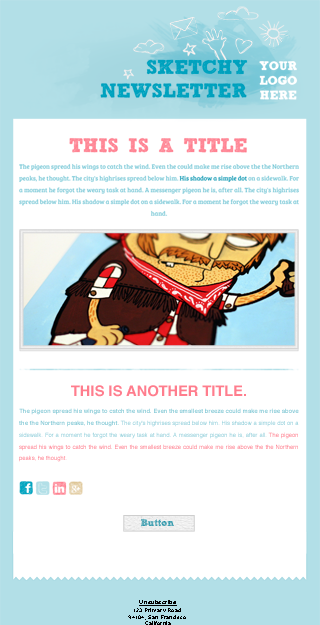 SKETCHY
NEWSLETTER
YOUR
LOGO
HERE
THIS IS A TITLE
The pigeon spread his wings to catch the wind. Even the could make me rise above the the Northern
peaks, he thought. The city's highrises spread below him. His shadow a simple dot on a sidewalk. For
a moment he forgot the weary task at hand. A messenger pigeon he is, after all. The city's highrises
spread below him. His shadow a simple dot on a sidewalk. For a moment he forgot the weary task at
hand.
THIS IS ANOTHER TITLE.
The pigeon spread his wings to catch the wind. Even the smallest breeze could make me rise above
the the Northern peaks, he thought. The city's highrises spread below him. His shadow a simple dot on a
sidewalk. For a moment he forgot the weary task at hand. A messenger pigeon he is, after all. The pigeon
spread his wings to catch the wind. Even the smallest breeze could make me rise above the the Northern
peaks, he thought.
Button
Unsubscribe
123 Privacy Road
94104, San Francisco
California